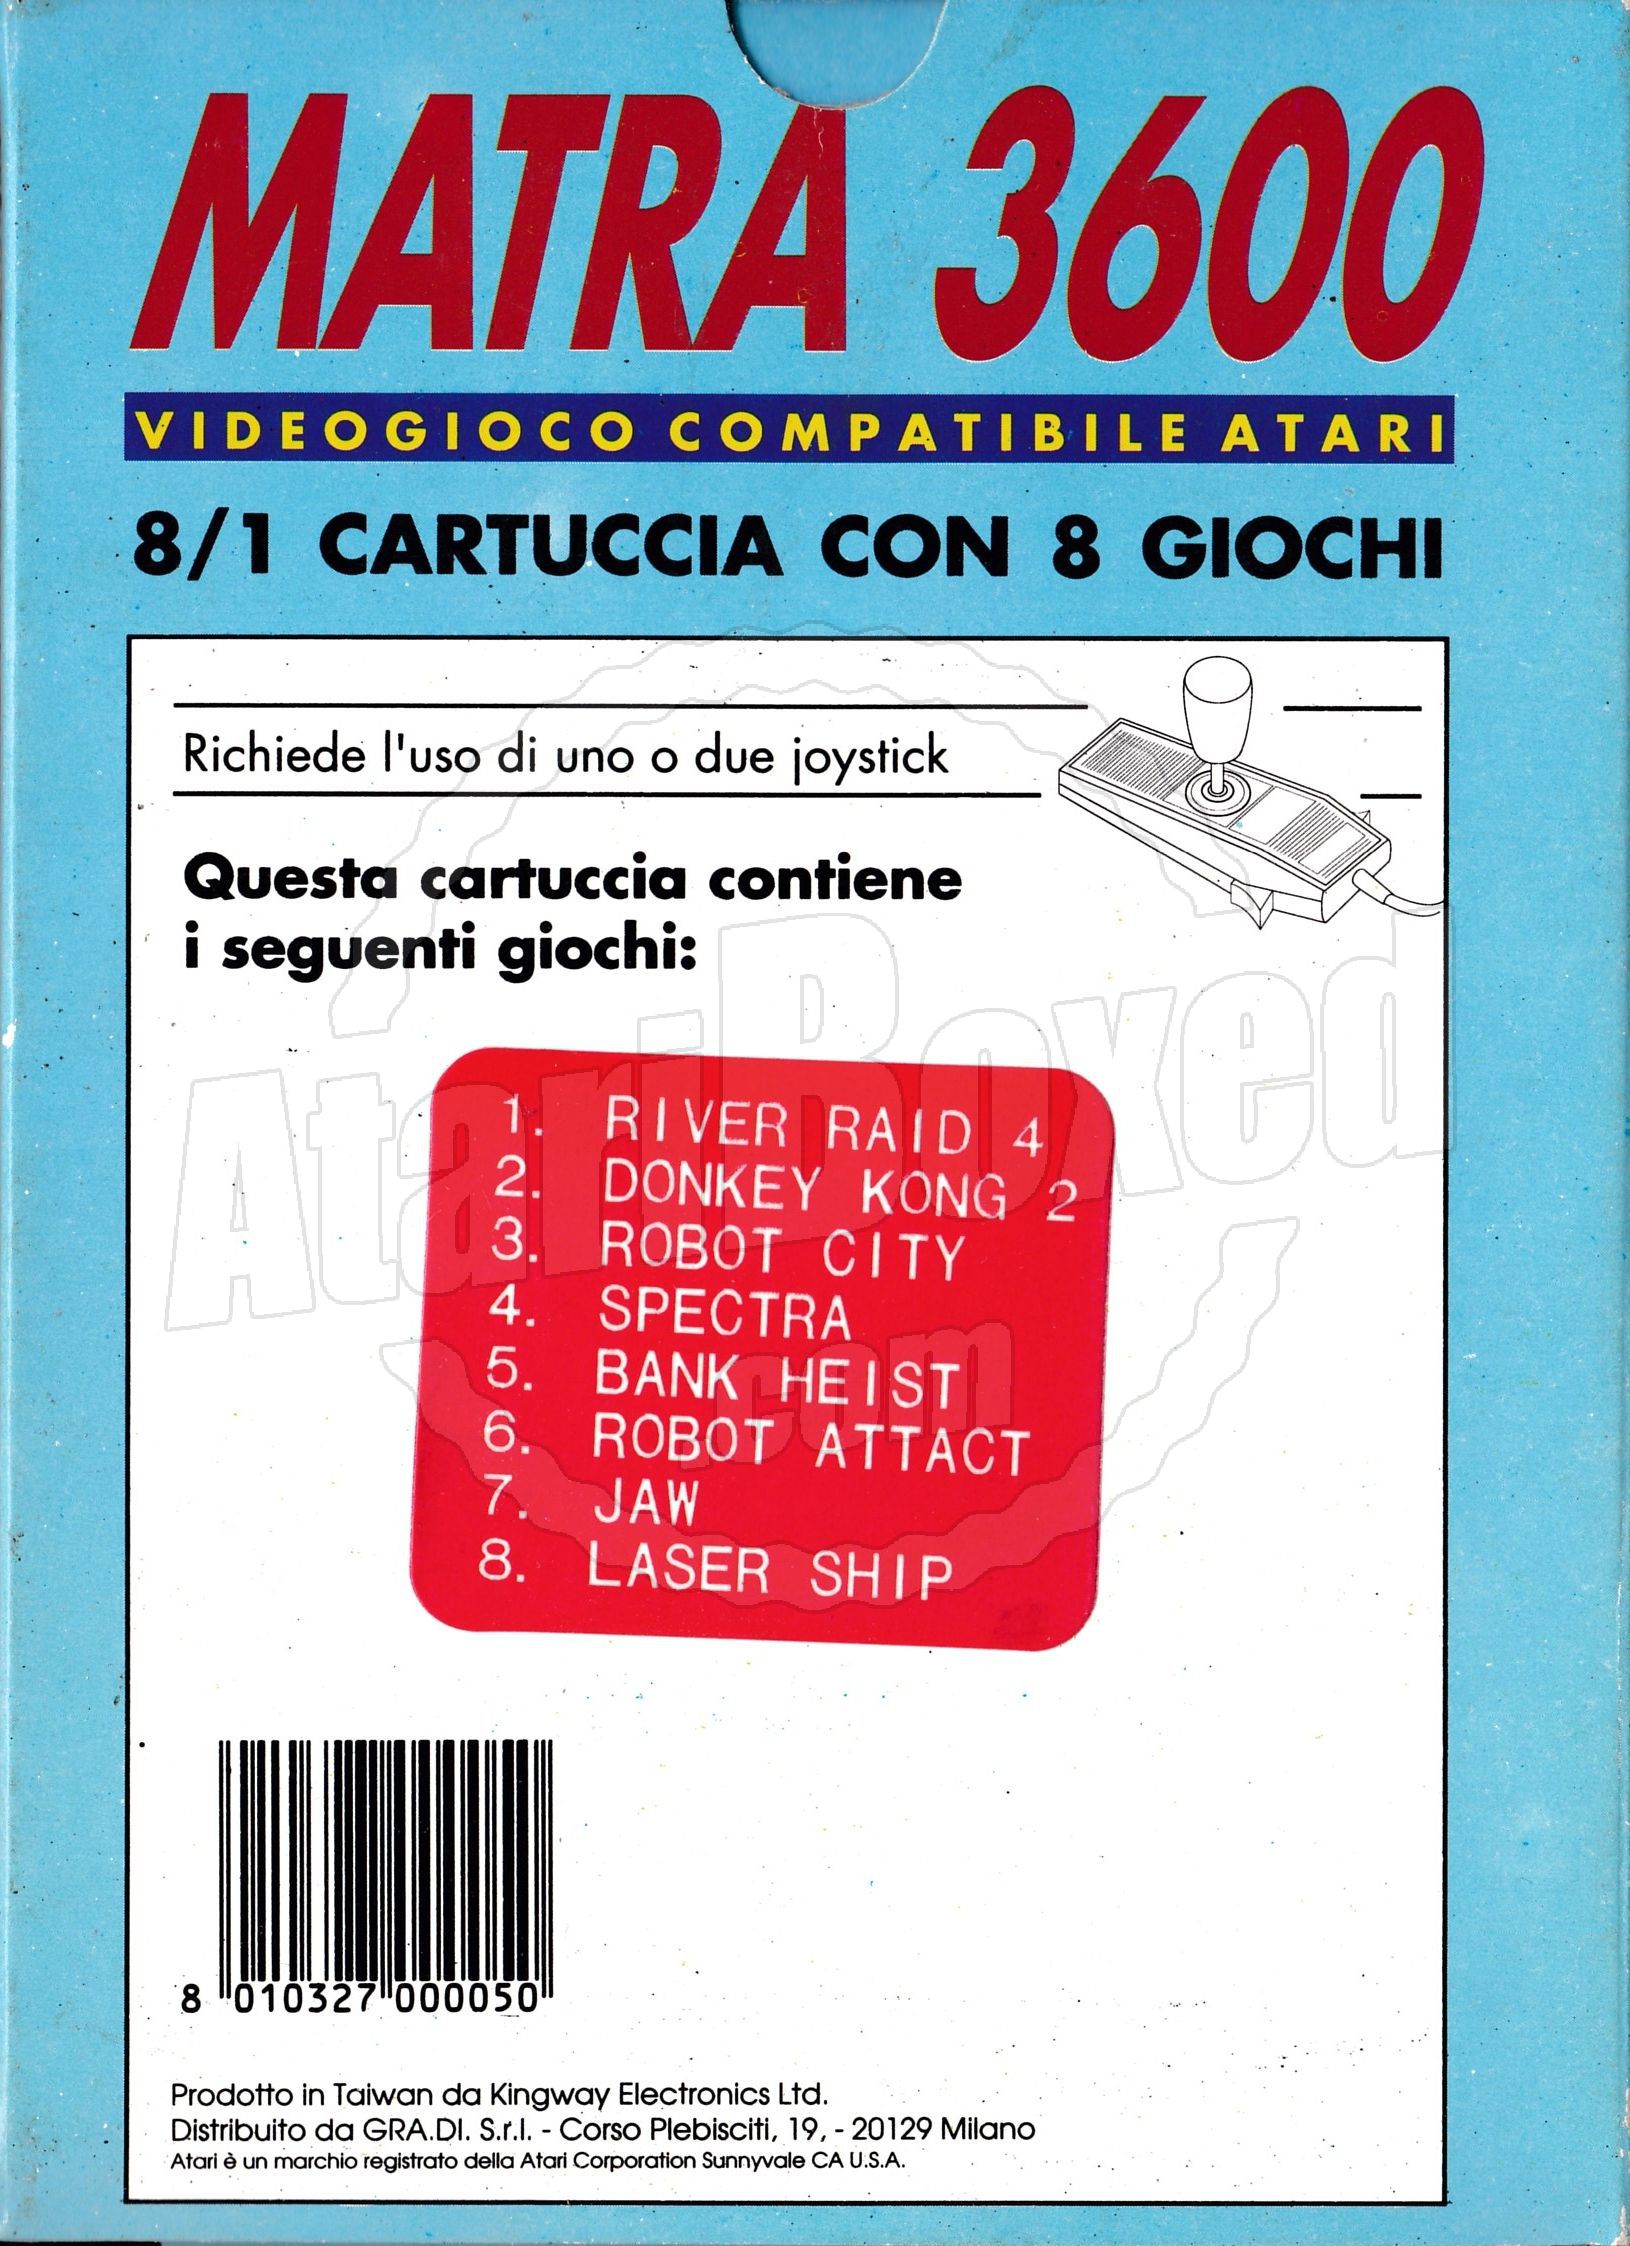 MATRA 3600
VIDEOGIOCO COMPATIBILE ATARI
8/1 CARTUCCIA CON 8 GIOCHI
Richiede l'uso di uno o due joystick
Questa cartuccia contiene
i seguenti giochi:
AtariBoxed
.com
1. RIVER RAID 4
2. DONKEY KONG 2
3. ROBOT CITY
4. SPECTRA
5. BANK HEIST
6. ROBOT ATTACT
7. JAW
8. LASER SHIP
8 010327 000050
Prodotto in Taiwan da Kingway Electronics Ltd.
Distribuito da GRA.DI. S.r.l. - Corso Plebisciti, 19, - 20129 Milano
Atari è un marchio registrato della Atari Corporation Sunnyvale CA U.S.A.